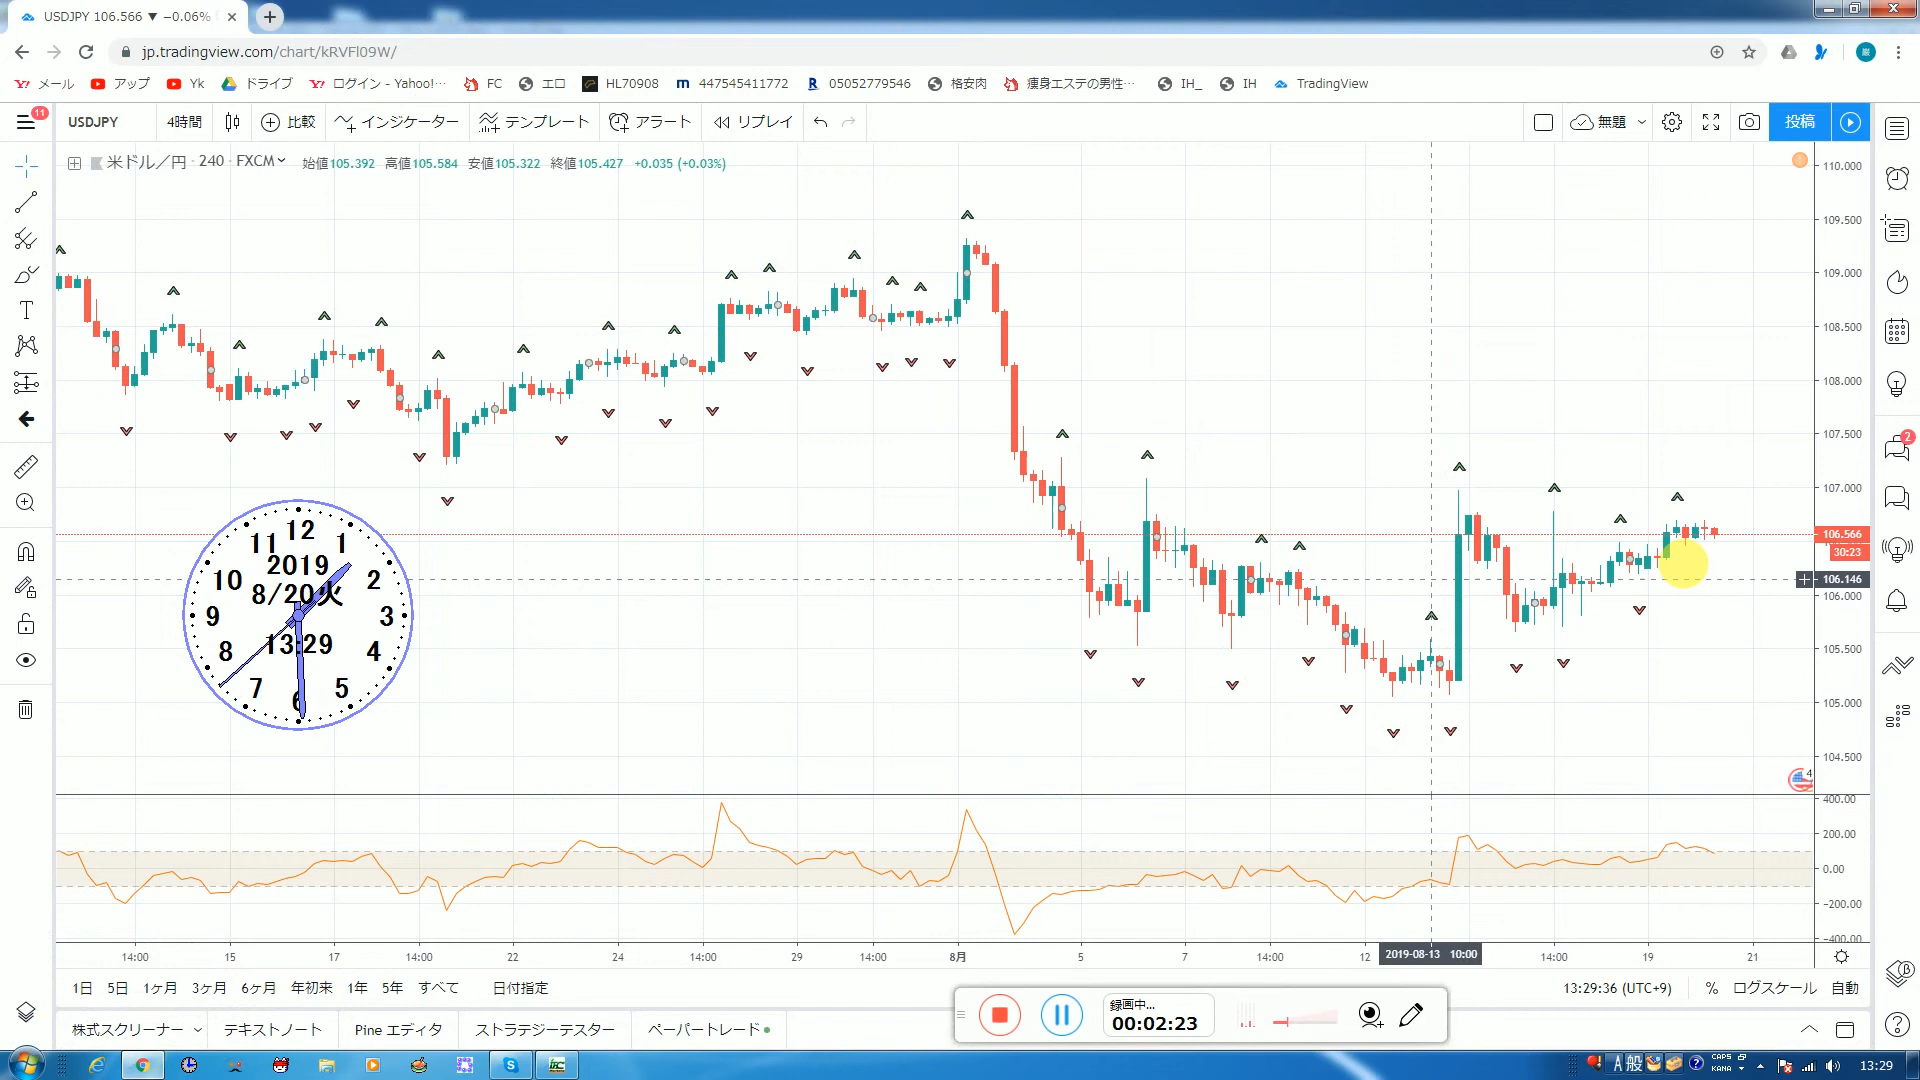 USDJPY 106.566 ▼ −0.06%
jp.tradingview.com/chart/kRVFl09W/
メール アップ Yk ドライブ ログイン - Yahoo!… FC エロ HL70908 447545411772 05052779546 格安肉 痩身エステの男性… IH_ IH TradingView
11
USDJPY 4時間 比較 インジケーター テンプレート アラート リプレイ 無題 投稿
米ドル／円 · 240 · FXCM 始値105.392 高値105.584 安値105.322 終値105.427 +0.035 (+0.03%)
110.000
109.500
109.000
108.500
108.000
107.500
107.000
106.566
30:23
106.146
106.000
105.500
105.000
104.500
2
4
12
11 1
2019
10 2
8/20火
9 3
13:29
8 4
7 5
6
400.00
200.00
0.00
−200.00
−400.00
14:00 15 17 14:00 22 24 14:00 29 14:00 8月 5 7 14:00 12 2019-08-13 10:00 14:00 19 21
1日 5日 1ヶ月 3ヶ月 6ヶ月 年初来 1年 5年 すべて 日付指定 13:29:36 (UTC+9) % ログスケール 自動
録画中...
00:02:23
株式スクリーナー テキストノート Pine エディタ ストラテジーテスター ペーパートレード
A 般 CAPS
KANA
13:29